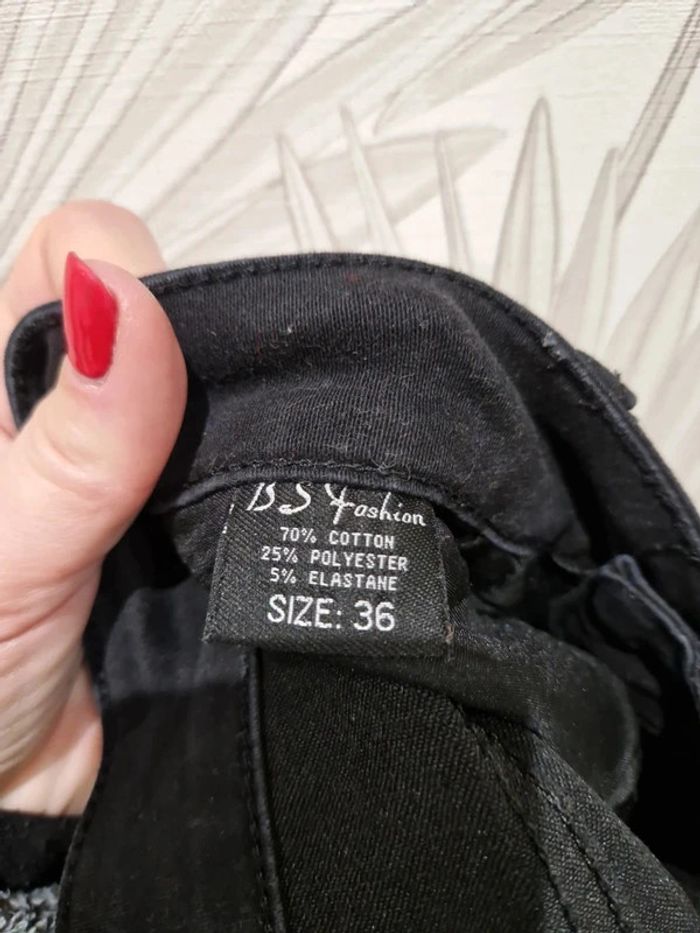 BS Fashion
70% COTTON
25% POLYESTER
5% ELASTANE
SIZE: 36